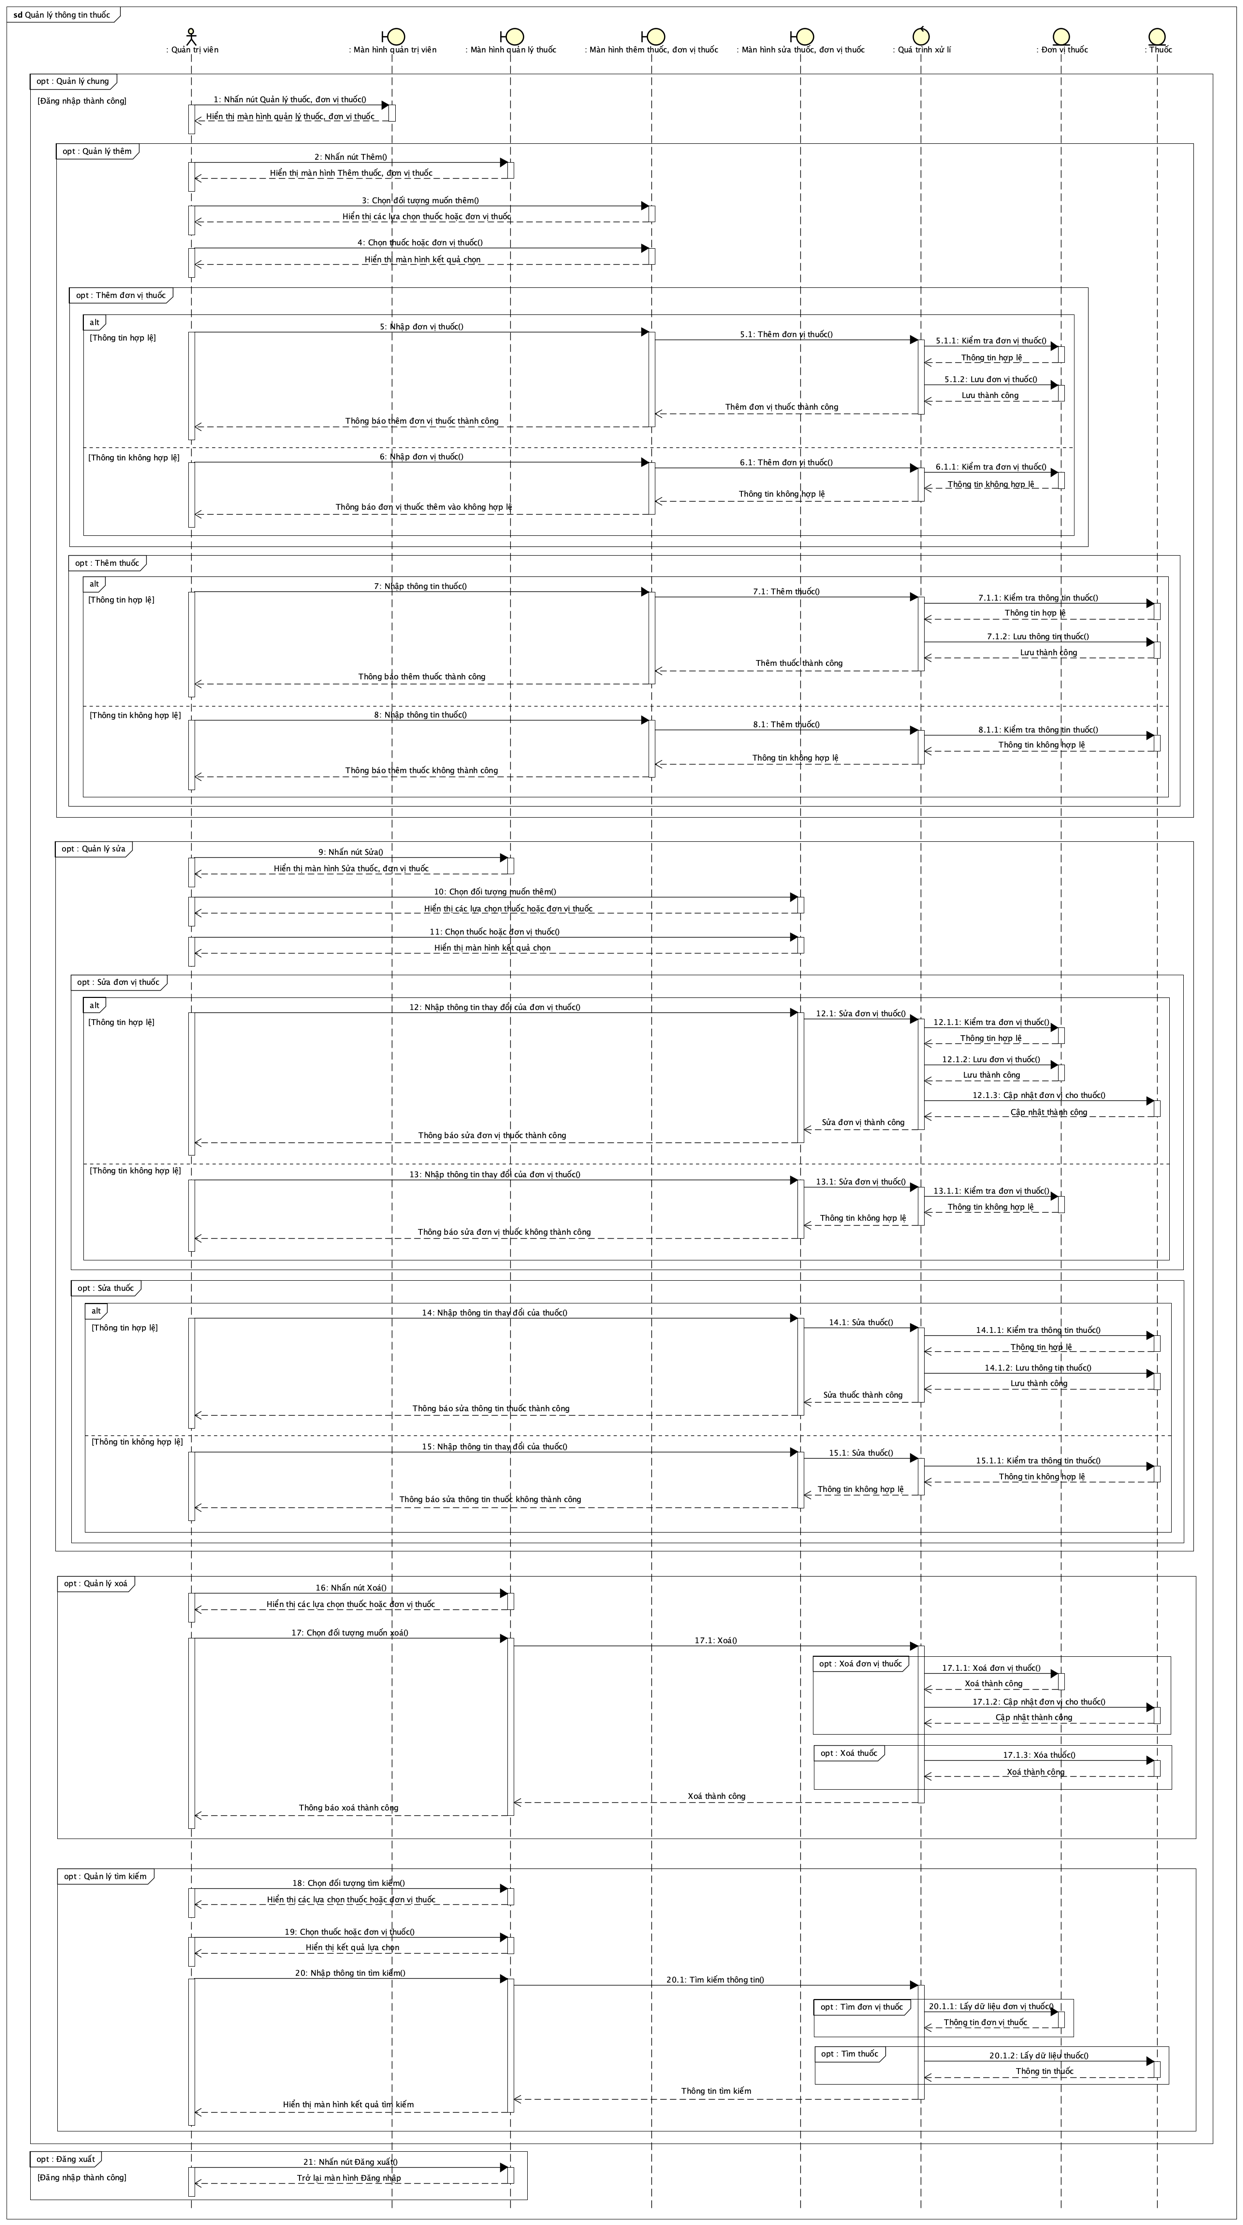 sd Quản lý thông tin thuốc
: Quản trị viên
: Màn hình quản trị viên
: Màn hình quản lý thuốc
: Màn hình thêm thuốc, đơn vị thuốc
: Màn hình sửa thuốc, đơn vị thuốc
: Quá trình xử lí
: Đơn vị thuốc
: Thuốc
opt : Quản lý chung
[Đăng nhập thành công]
1: Nhấn nút Quản lý thuốc, đơn vị thuốc()
Hiển thị màn hình quản lý thuốc, đơn vị thuốc
opt : Quản lý thêm
2: Nhấn nút Thêm()
Hiển thị màn hình Thêm thuốc, đơn vị thuốc
3: Chọn đối tượng muốn thêm()
Hiển thị các lựa chọn thuốc hoặc đơn vị thuốc
4: Chọn thuốc hoặc đơn vị thuốc()
Hiển thị màn hình kết quả chọn
opt : Thêm đơn vị thuốc
alt
[Thông tin hợp lệ]
5: Nhập đơn vị thuốc()
5.1: Thêm đơn vị thuốc()
5.1.1: Kiểm tra đơn vị thuốc()
Thông tin hợp lệ
5.1.2: Lưu đơn vị thuốc()
Lưu thành công
Thêm đơn vị thuốc thành công
Thông báo thêm đơn vị thuốc thành công
[Thông tin không hợp lệ]
6: Nhập đơn vị thuốc()
6.1: Thêm đơn vị thuốc()
6.1.1: Kiểm tra đơn vị thuốc()
Thông tin không hợp lệ
Thông tin không hợp lệ
Thông báo đơn vị thuốc thêm vào không hợp lệ
opt : Thêm thuốc
alt
[Thông tin hợp lệ]
7: Nhập thông tin thuốc()
7.1: Thêm thuốc()
7.1.1: Kiểm tra thông tin thuốc()
Thông tin hợp lệ
7.1.2: Lưu thông tin thuốc()
Lưu thành công
Thêm thuốc thành công
Thông báo thêm thuốc thành công
[Thông tin không hợp lệ]
8: Nhập thông tin thuốc()
8.1: Thêm thuốc()
8.1.1: Kiểm tra thông tin thuốc()
Thông tin không hợp lệ
Thông tin không hợp lệ
Thông báo thêm thuốc không thành công
opt : Quản lý sửa
9: Nhấn nút Sửa()
Hiển thị màn hình Sửa thuốc, đơn vị thuốc
10: Chọn đối tượng muốn thêm()
Hiển thị các lựa chọn thuốc hoặc đơn vị thuốc
11: Chọn thuốc hoặc đơn vị thuốc()
Hiển thị màn hình kết quả chọn
opt : Sửa đơn vị thuốc
alt
[Thông tin hợp lệ]
12: Nhập thông tin thay đổi của đơn vị thuốc()
12.1: Sửa đơn vị thuốc()
12.1.1: Kiểm tra đơn vị thuốc()
Thông tin hợp lệ
12.1.2: Lưu đơn vị thuốc()
Lưu thành công
12.1.3: Cập nhật đơn vị cho thuốc()
Cập nhật thành công
Sửa đơn vị thành công
Thông báo sửa đơn vị thuốc thành công
[Thông tin không hợp lệ]
13: Nhập thông tin thay đổi của đơn vị thuốc()
13.1: Sửa đơn vị thuốc()
13.1.1: Kiểm tra đơn vị thuốc()
Thông tin không hợp lệ
Thông tin không hợp lệ
Thông báo sửa đơn vị thuốc không thành công
opt : Sửa thuốc
alt
[Thông tin hợp lệ]
14: Nhập thông tin thay đổi của thuốc()
14.1: Sửa thuốc()
14.1.1: Kiểm tra thông tin thuốc()
Thông tin hợp lệ
14.1.2: Lưu thông tin thuốc()
Lưu thành công
Sửa thuốc thành công
Thông báo sửa thông tin thuốc thành công
[Thông tin không hợp lệ]
15: Nhập thông tin thay đổi của thuốc()
15.1: Sửa thuốc()
15.1.1: Kiểm tra thông tin thuốc()
Thông tin không hợp lệ
Thông tin không hợp lệ
Thông báo sửa thông tin thuốc không thành công
opt : Quản lý xoá
16: Nhấn nút Xoá()
Hiển thị các lựa chọn thuốc hoặc đơn vị thuốc
17: Chọn đối tượng muốn xoá()
17.1: Xoá()
opt : Xoá đơn vị thuốc
17.1.1: Xoá đơn vị thuốc()
Xoá thành công
17.1.2: Cập nhật đơn vị cho thuốc()
Cập nhật thành công
opt : Xoá thuốc
17.1.3: Xóa thuốc()
Xoá thành công
Xoá thành công
Thông báo xoá thành công
opt : Quản lý tìm kiếm
18: Chọn đối tượng tìm kiếm()
Hiển thị các lựa chọn thuốc hoặc đơn vị thuốc
19: Chọn thuốc hoặc đơn vị thuốc()
Hiển thị kết quả lựa chọn
20: Nhập thông tin tìm kiếm()
20.1: Tìm kiếm thông tin()
opt : Tìm đơn vị thuốc
20.1.1: Lấy dữ liệu đơn vị thuốc()
Thông tin đơn vị thuốc
opt : Tìm thuốc
20.1.2: Lấy dữ liệu thuốc()
Thông tin thuốc
Thông tin tìm kiếm
Hiển thị màn hình kết quả tìm kiếm
opt : Đăng xuất
[Đăng nhập thành công]
21: Nhấn nút Đăng xuất()
Trở lại màn hình Đăng nhập